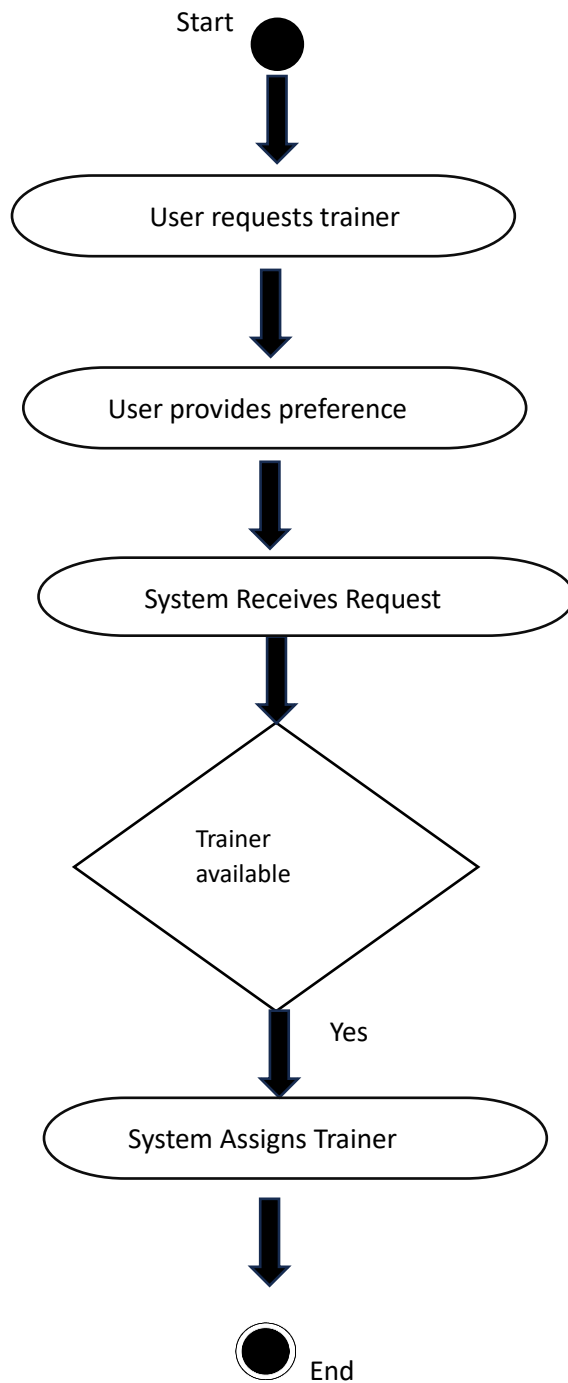 Start
User requests trainer
User provides preference
System Receives Request
Trainer
available
Yes
System Assigns Trainer
End